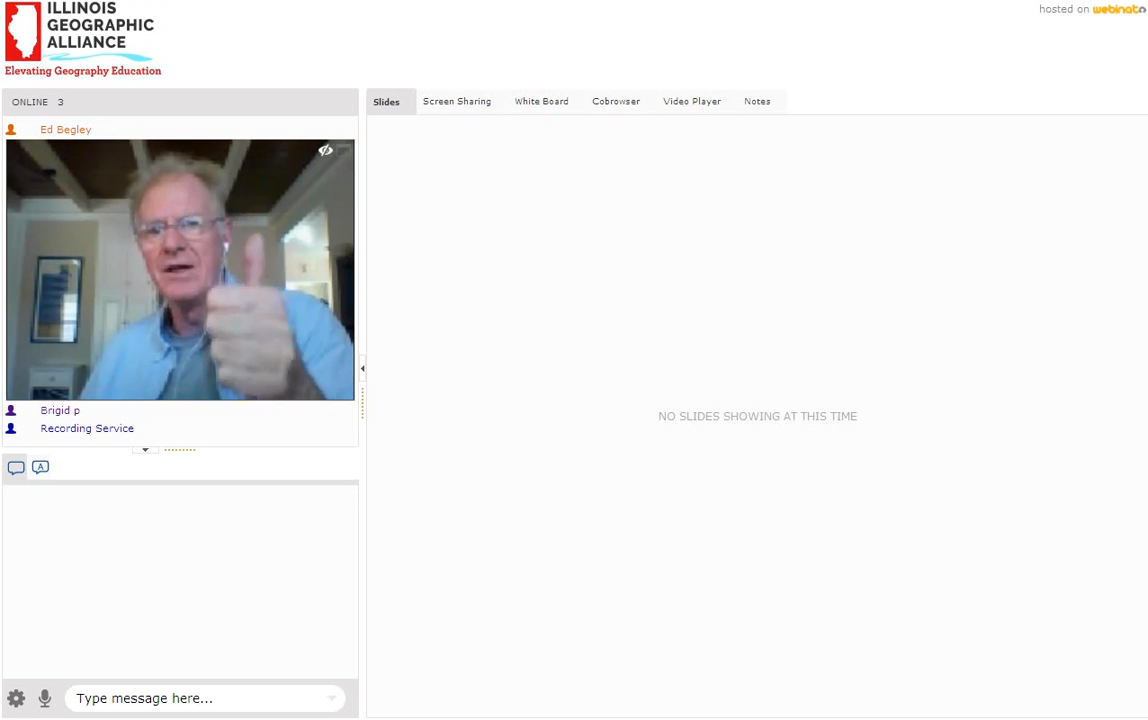 ILLINOIS
GEOGRAPHIC
ALLIANCE
Elevating Geography Education
hosted on webinato
ONLINE 3
Ed Begley
Brigid p
Recording Service
A
Type message here...
Slides Screen Sharing White Board Cobrowser Video Player Notes
NO SLIDES SHOWING AT THIS TIME